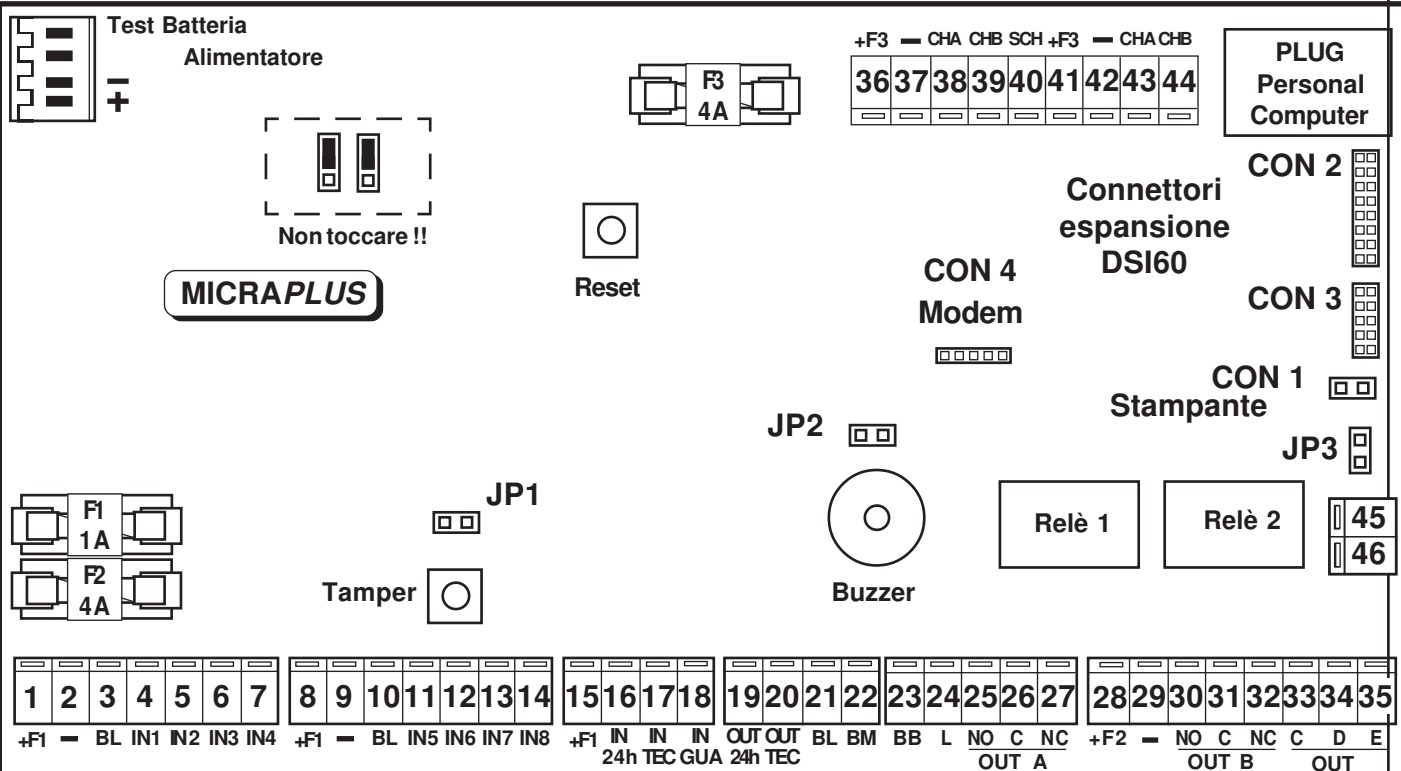 Test Batteria
Alimentatore
− +
+F3 − CHA CHB SCH +F3 − CHA CHB
36 37 38 39 40 41 42 43 44
F3
4A
PLUG
Personal
Computer
Non toccare !!
MICRAPLUS
Reset
CON 2
Connettori
espansione
DSI60
CON 4
Modem
CON 3
CON 1
Stampante
JP2
JP3
JP1
F1
1A
F2
4A
Tamper
Buzzer
Relè 1
Relè 2
45
46
1 2 3 4 5 6 7 8 9 10 11 12 13 14 15 16 17 18 19 20 21 22 23 24 25 26 27 28 29 30 31 32 33 34 35
+F1 − BL IN1 IN2 IN3 IN4 +F1 − BL IN5 IN6 IN7 IN8 +F1 IN IN IN OUT OUT BL BM BB L NO C NC +F2 − NO C NC C D E
24h TEC GUA 24h TEC OUT A OUT B OUT